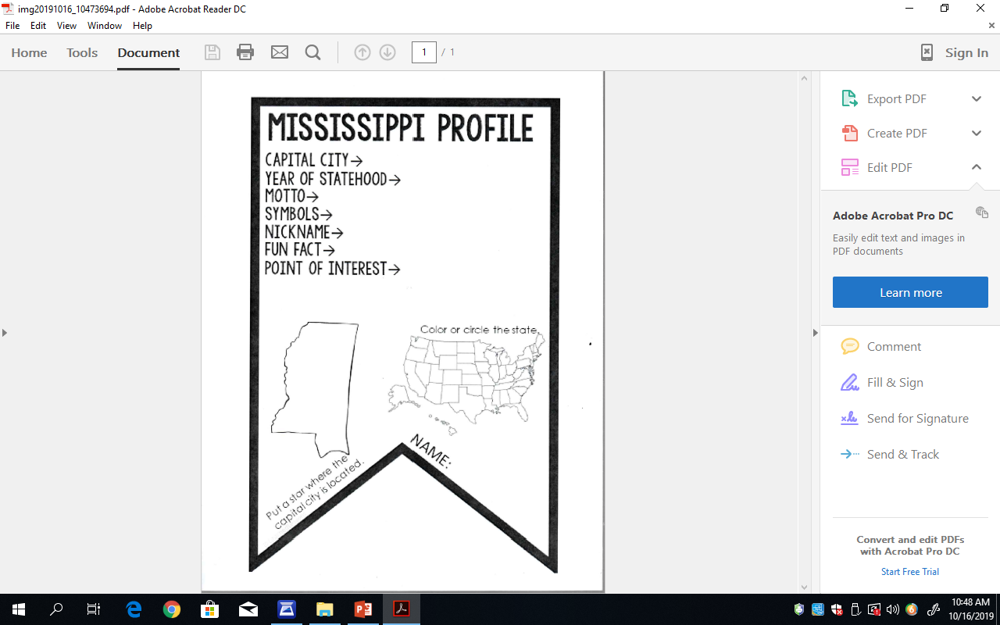 img20191016_10473694.pdf - Adobe Acrobat Reader DC
File Edit View Window Help
Home Tools Document 1 / 1 Sign In
MISSISSIPPI PROFILE
CAPITAL CITY→
YEAR OF STATEHOOD→
MOTTO→
SYMBOLS→
NICKNAME→
FUN FACT→
POINT OF INTEREST→
Color or circle the state.
NAME:
Put a star where the
capital city is located.
Export PDF
Create PDF
Edit PDF
Adobe Acrobat Pro DC
Easily edit text and images in
PDF documents
Learn more
Comment
Fill & Sign
Send for Signature
Send & Track
Convert and edit PDFs
with Acrobat Pro DC
Start Free Trial
10:48 AM
10/16/2019